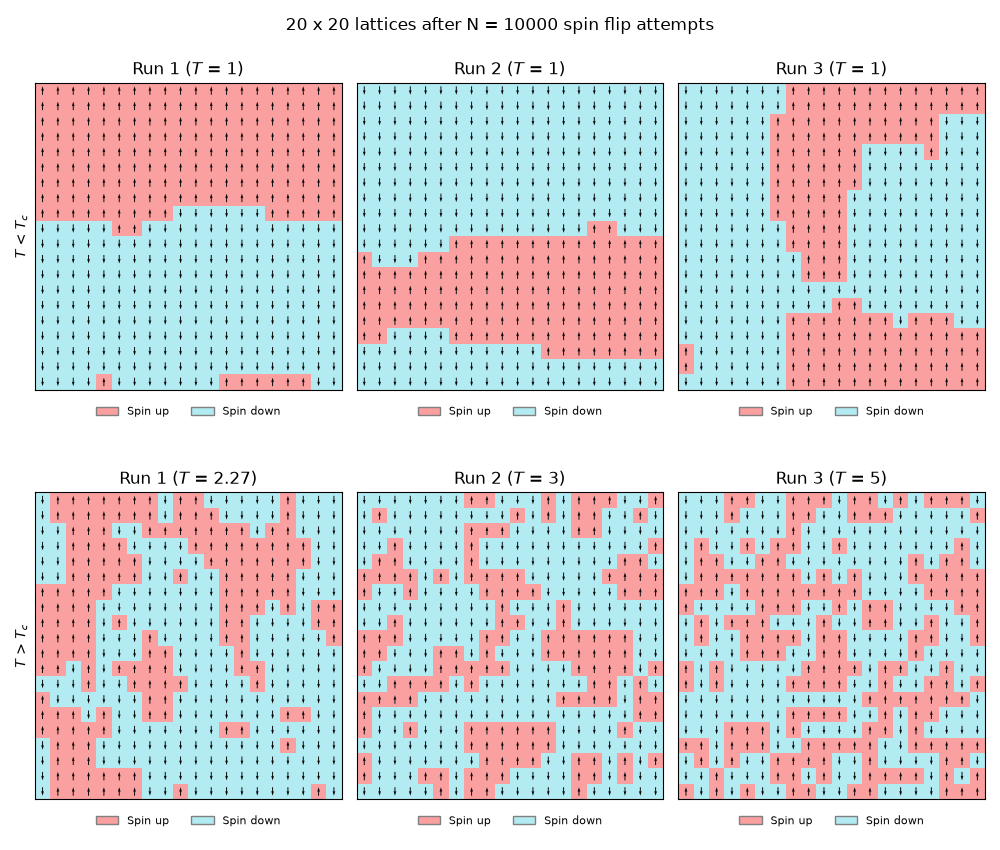 20 x 20 lattices after N = 10000 spin flip attempts
Run 1 (T = 1)
Run 2 (T = 1)
Run 3 (T = 1)
T < Tc
Spin up
Spin down
Spin up
Spin down
Spin up
Spin down
Run 1 (T = 2.27)
Run 2 (T = 3)
Run 3 (T = 5)
T > Tc
Spin up
Spin down
Spin up
Spin down
Spin up
Spin down